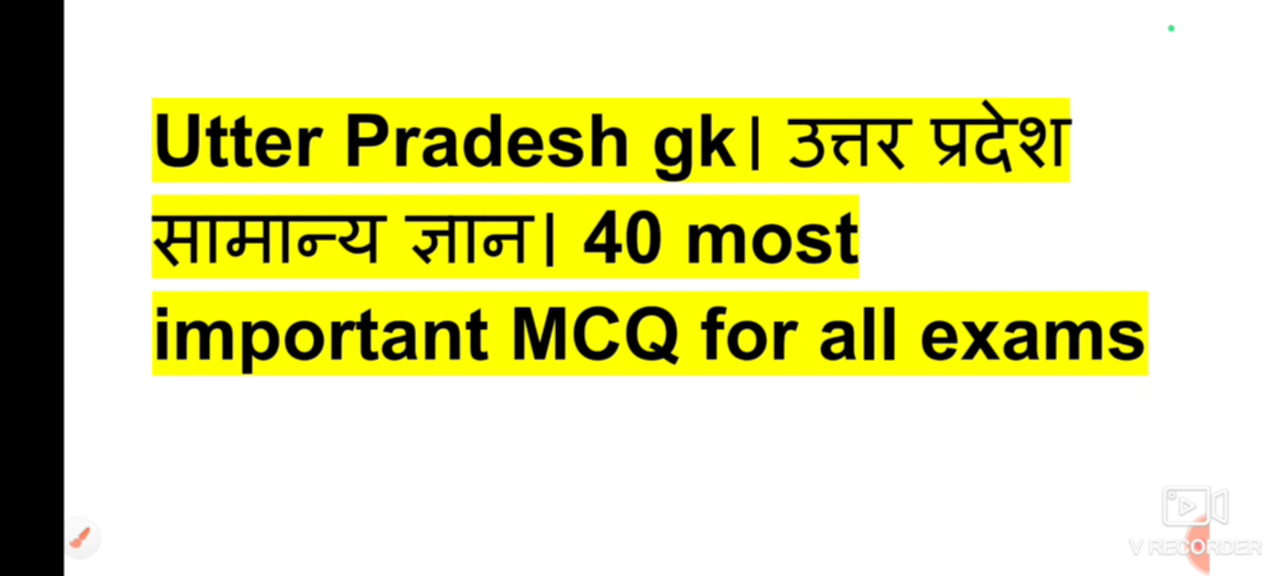 Utter Pradesh gk। उत्तर प्रदेश
सामान्य ज्ञान। 40 most
important MCQ for all exams
V RECORDER